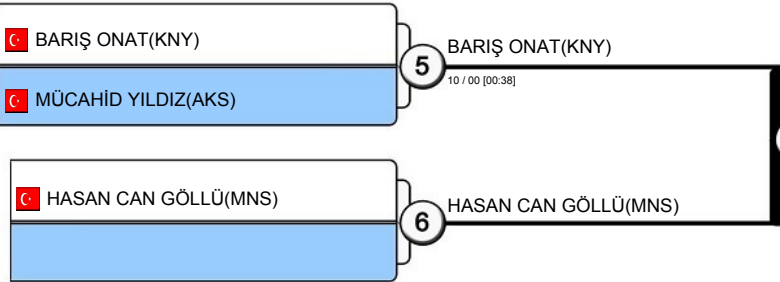 BARIŞ ONAT(KNY)
MÜCAHİD YILDIZ(AKS)
5
BARIŞ ONAT(KNY)
10 / 00 [00:38]
HASAN CAN GÖLLÜ(MNS)
6
HASAN CAN GÖLLÜ(MNS)